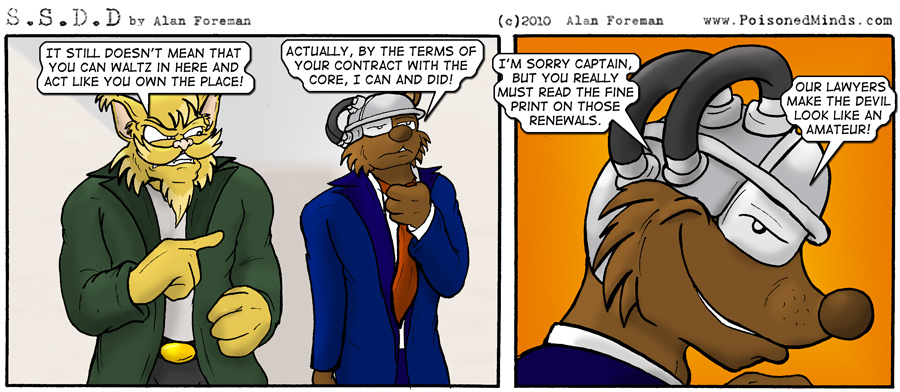 S.S.D.D by Alan Foreman
(c)2010 Alan Foreman www.PoisonedMinds.com
IT STILL DOESN'T MEAN THAT
YOU CAN WALTZ IN HERE AND
ACT LIKE YOU OWN THE PLACE!
ACTUALLY, BY THE TERMS OF
YOUR CONTRACT WITH THE
CORE, I CAN AND DID!
I'M SORRY CAPTAIN,
BUT YOU REALLY
MUST READ THE FINE
PRINT ON THOSE
RENEWALS.
OUR LAWYERS
MAKE THE DEVIL
LOOK LIKE AN
AMATEUR!